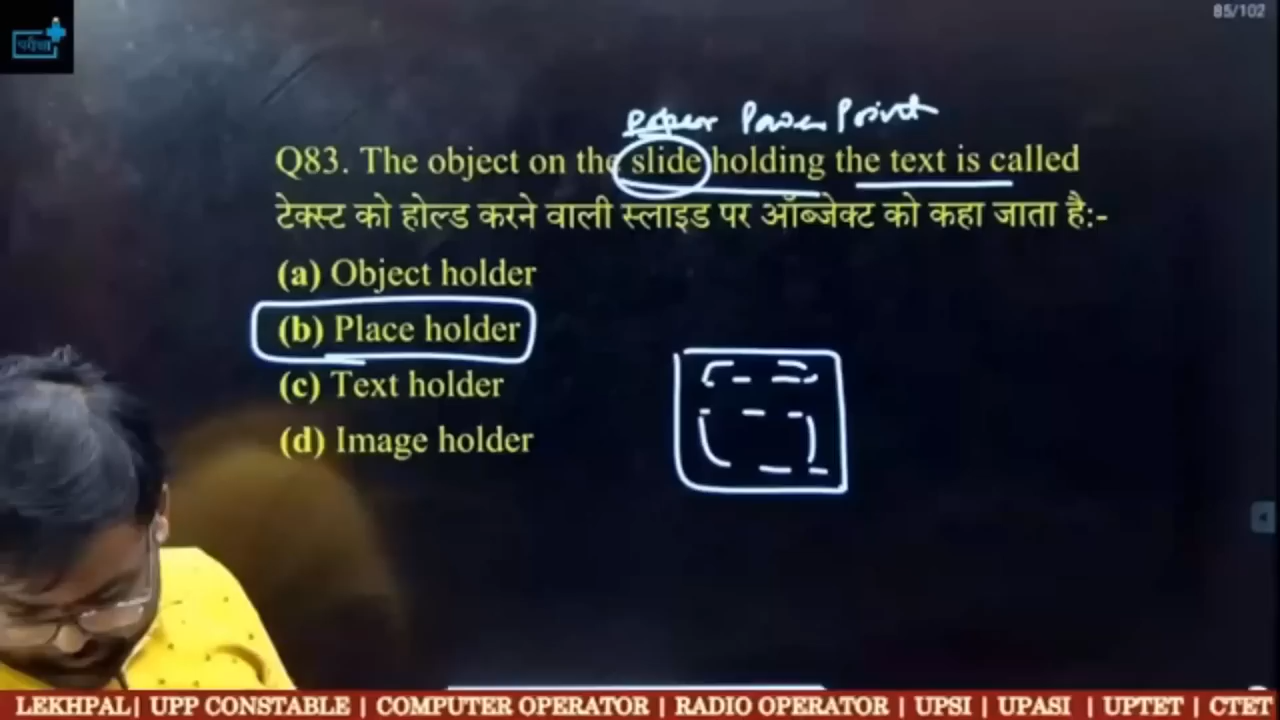 परीक्षा
85/102
Power Point
Q83. The object on the slide holding the text is called
टेक्स्ट को होल्ड करने वाली स्लाइड पर ऑब्जेक्ट को कहा जाता है:-
(a) Object holder
(b) Place holder
(c) Text holder
(d) Image holder
LEKHPAL| UPP CONSTABLE | COMPUTER OPERATOR | RADIO OPERATOR | UPSI | UPASI | UPTET | CTET